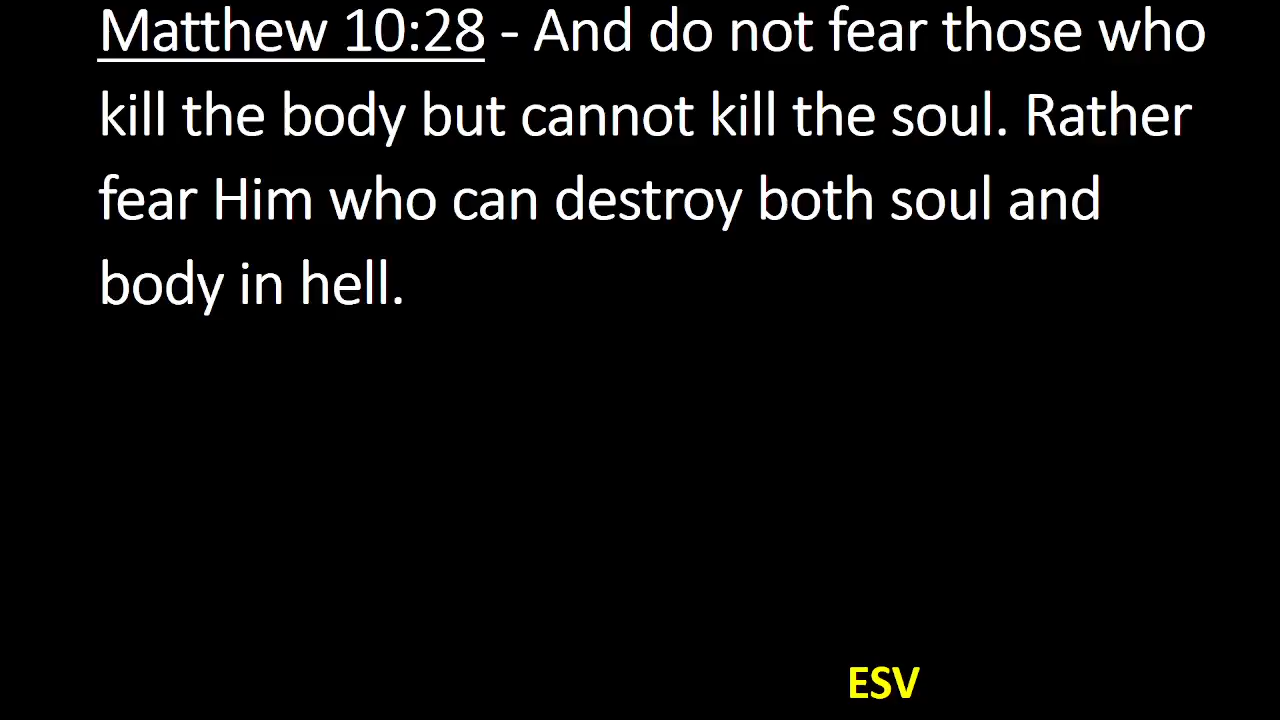 Matthew 10:28 - And do not fear those who
kill the body but cannot kill the soul. Rather
fear Him who can destroy both soul and
body in hell.
ESV